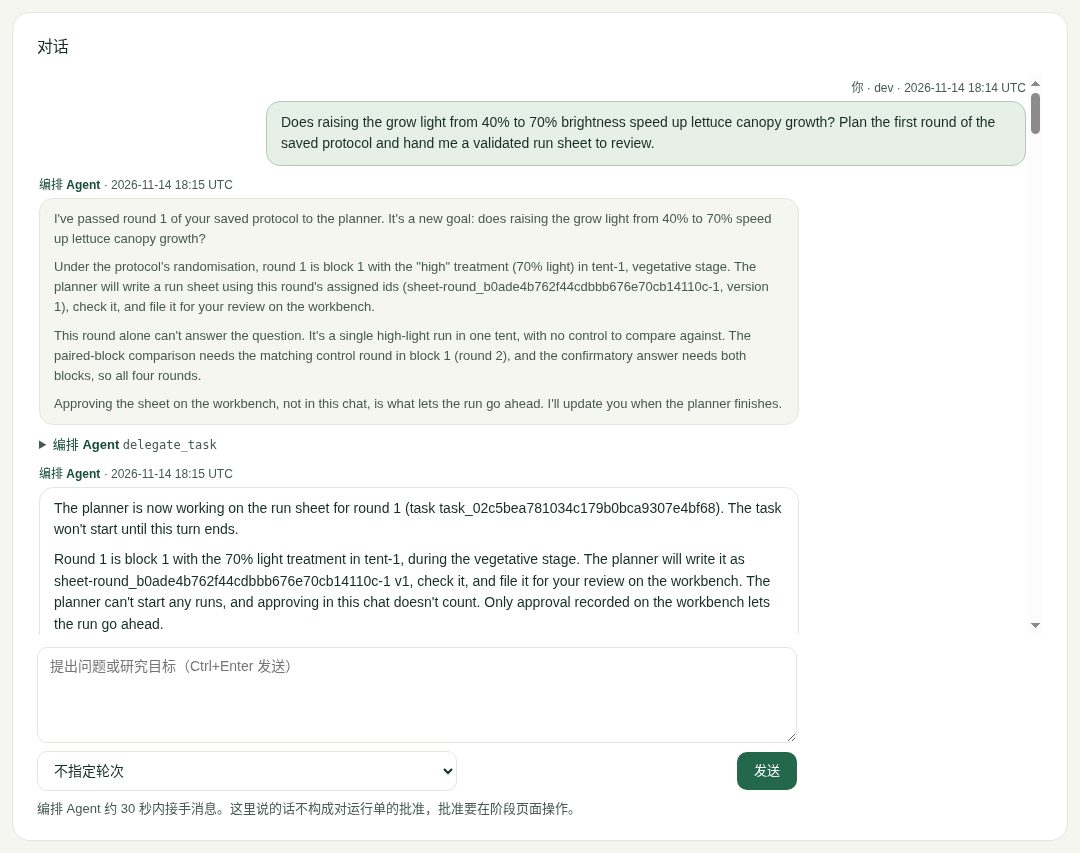 对话
你 · dev · 2026-11-14 18:14 UTC
Does raising the grow light from 40% to 70% brightness speed up lettuce canopy growth? Plan the first round of the
saved protocol and hand me a validated run sheet to review.
编排 Agent · 2026-11-14 18:15 UTC
I've passed round 1 of your saved protocol to the planner. It's a new goal: does raising the grow light from 40% to 70% speed
up lettuce canopy growth?
Under the protocol's randomisation, round 1 is block 1 with the "high" treatment (70% light) in tent-1, vegetative stage. The
planner will write a run sheet using this round's assigned ids (sheet-round_b0ade4b762f44cdbbb676e70cb14110c-1, version
1), check it, and file it for your review on the workbench.
This round alone can't answer the question. It's a single high-light run in one tent, with no control to compare against. The
paired-block comparison needs the matching control round in block 1 (round 2), and the confirmatory answer needs both
blocks, so all four rounds.
Approving the sheet on the workbench, not in this chat, is what lets the run go ahead. I'll update you when the planner finishes.
编排 Agent delegate_task
编排 Agent · 2026-11-14 18:15 UTC
The planner is now working on the run sheet for round 1 (task task_02c5bea781034c179b0bca9307e4bf68). The task
won't start until this turn ends.
Round 1 is block 1 with the 70% light treatment in tent-1, during the vegetative stage. The planner will write it as
sheet-round_b0ade4b762f44cdbbb676e70cb14110c-1 v1, check it, and file it for your review on the workbench. The
planner can't start any runs, and approving in this chat doesn't count. Only approval recorded on the workbench lets
the run go ahead.
提出问题或研究目标（Ctrl+Enter 发送）
不指定轮次
发送
编排 Agent 约 30 秒内接手消息。这里说的话不构成对运行单的批准，批准要在阶段页面操作。